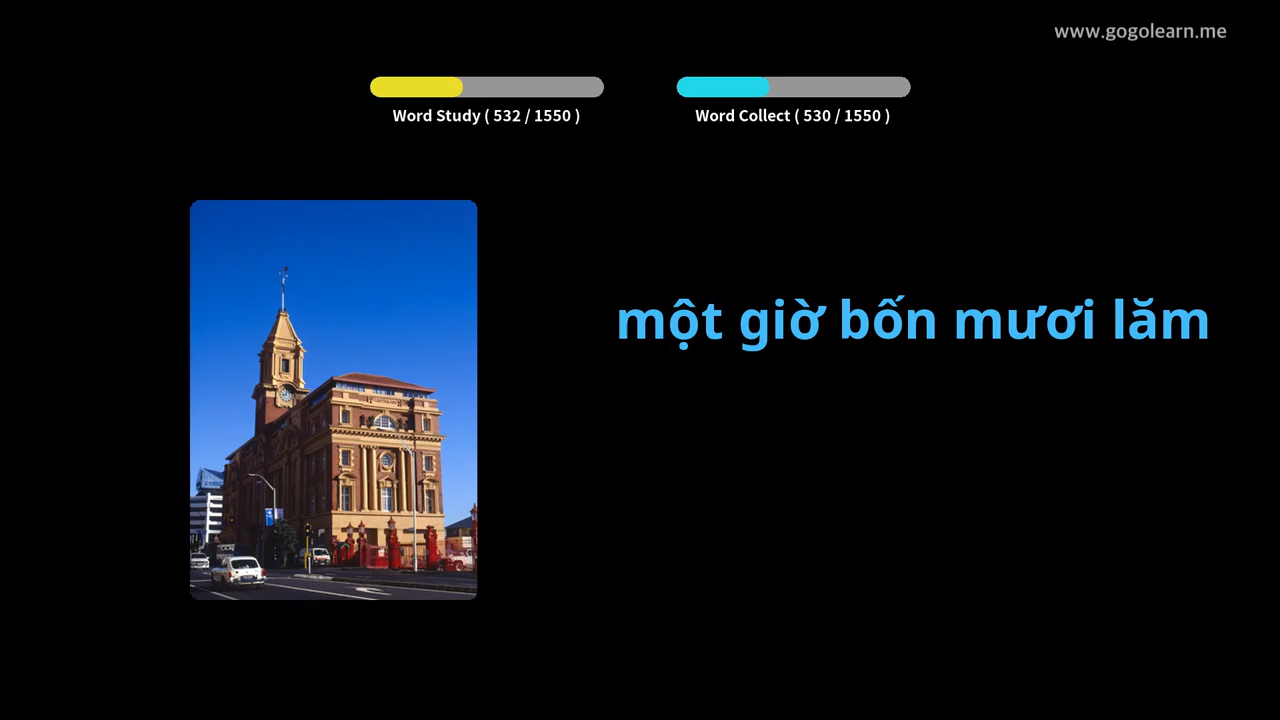 www.gogolearn.me
Word Study ( 532 / 1550 )
Word Collect ( 530 / 1550 )
một giờ bốn mươi lăm